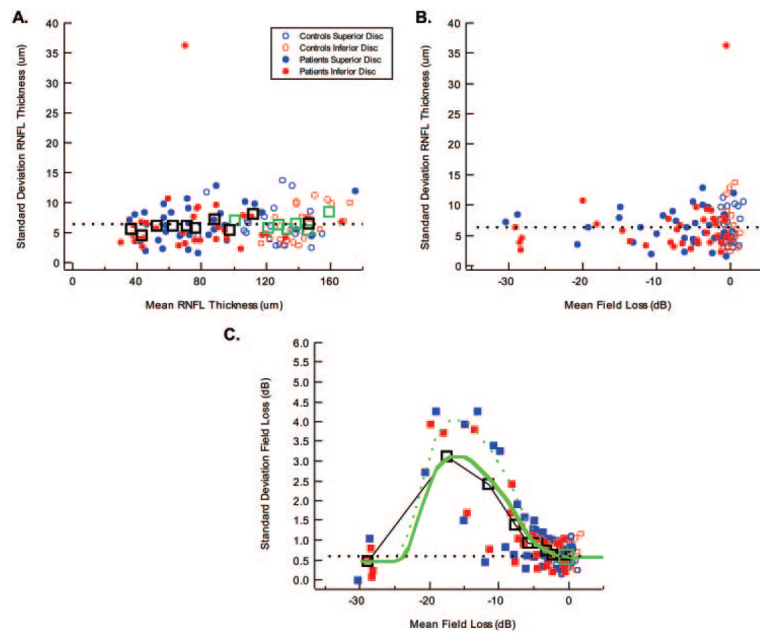 A.
Standard Deviation RNFL Thickness (um)
40
35
30
25
20
15
10
5
0
0 40 80 120 160
Mean RNFL Thickness (um)
Controls Superior Disc
Controls Inferior Disc
Patients Superior Disc
Patients Inferior Disc
B.
Standard Deviation RNFL Thickness (um)
40
35
30
25
20
15
10
5
0
-30 -20 -10 0
Mean Field Loss (dB)
C.
Standard Deviation Field Loss (dB)
6.0
5.5
5.0
4.5
4.0
3.5
3.0
2.5
2.0
1.5
1.0
0.5
0.0
-30 -20 -10 0
Mean Field Loss (dB)